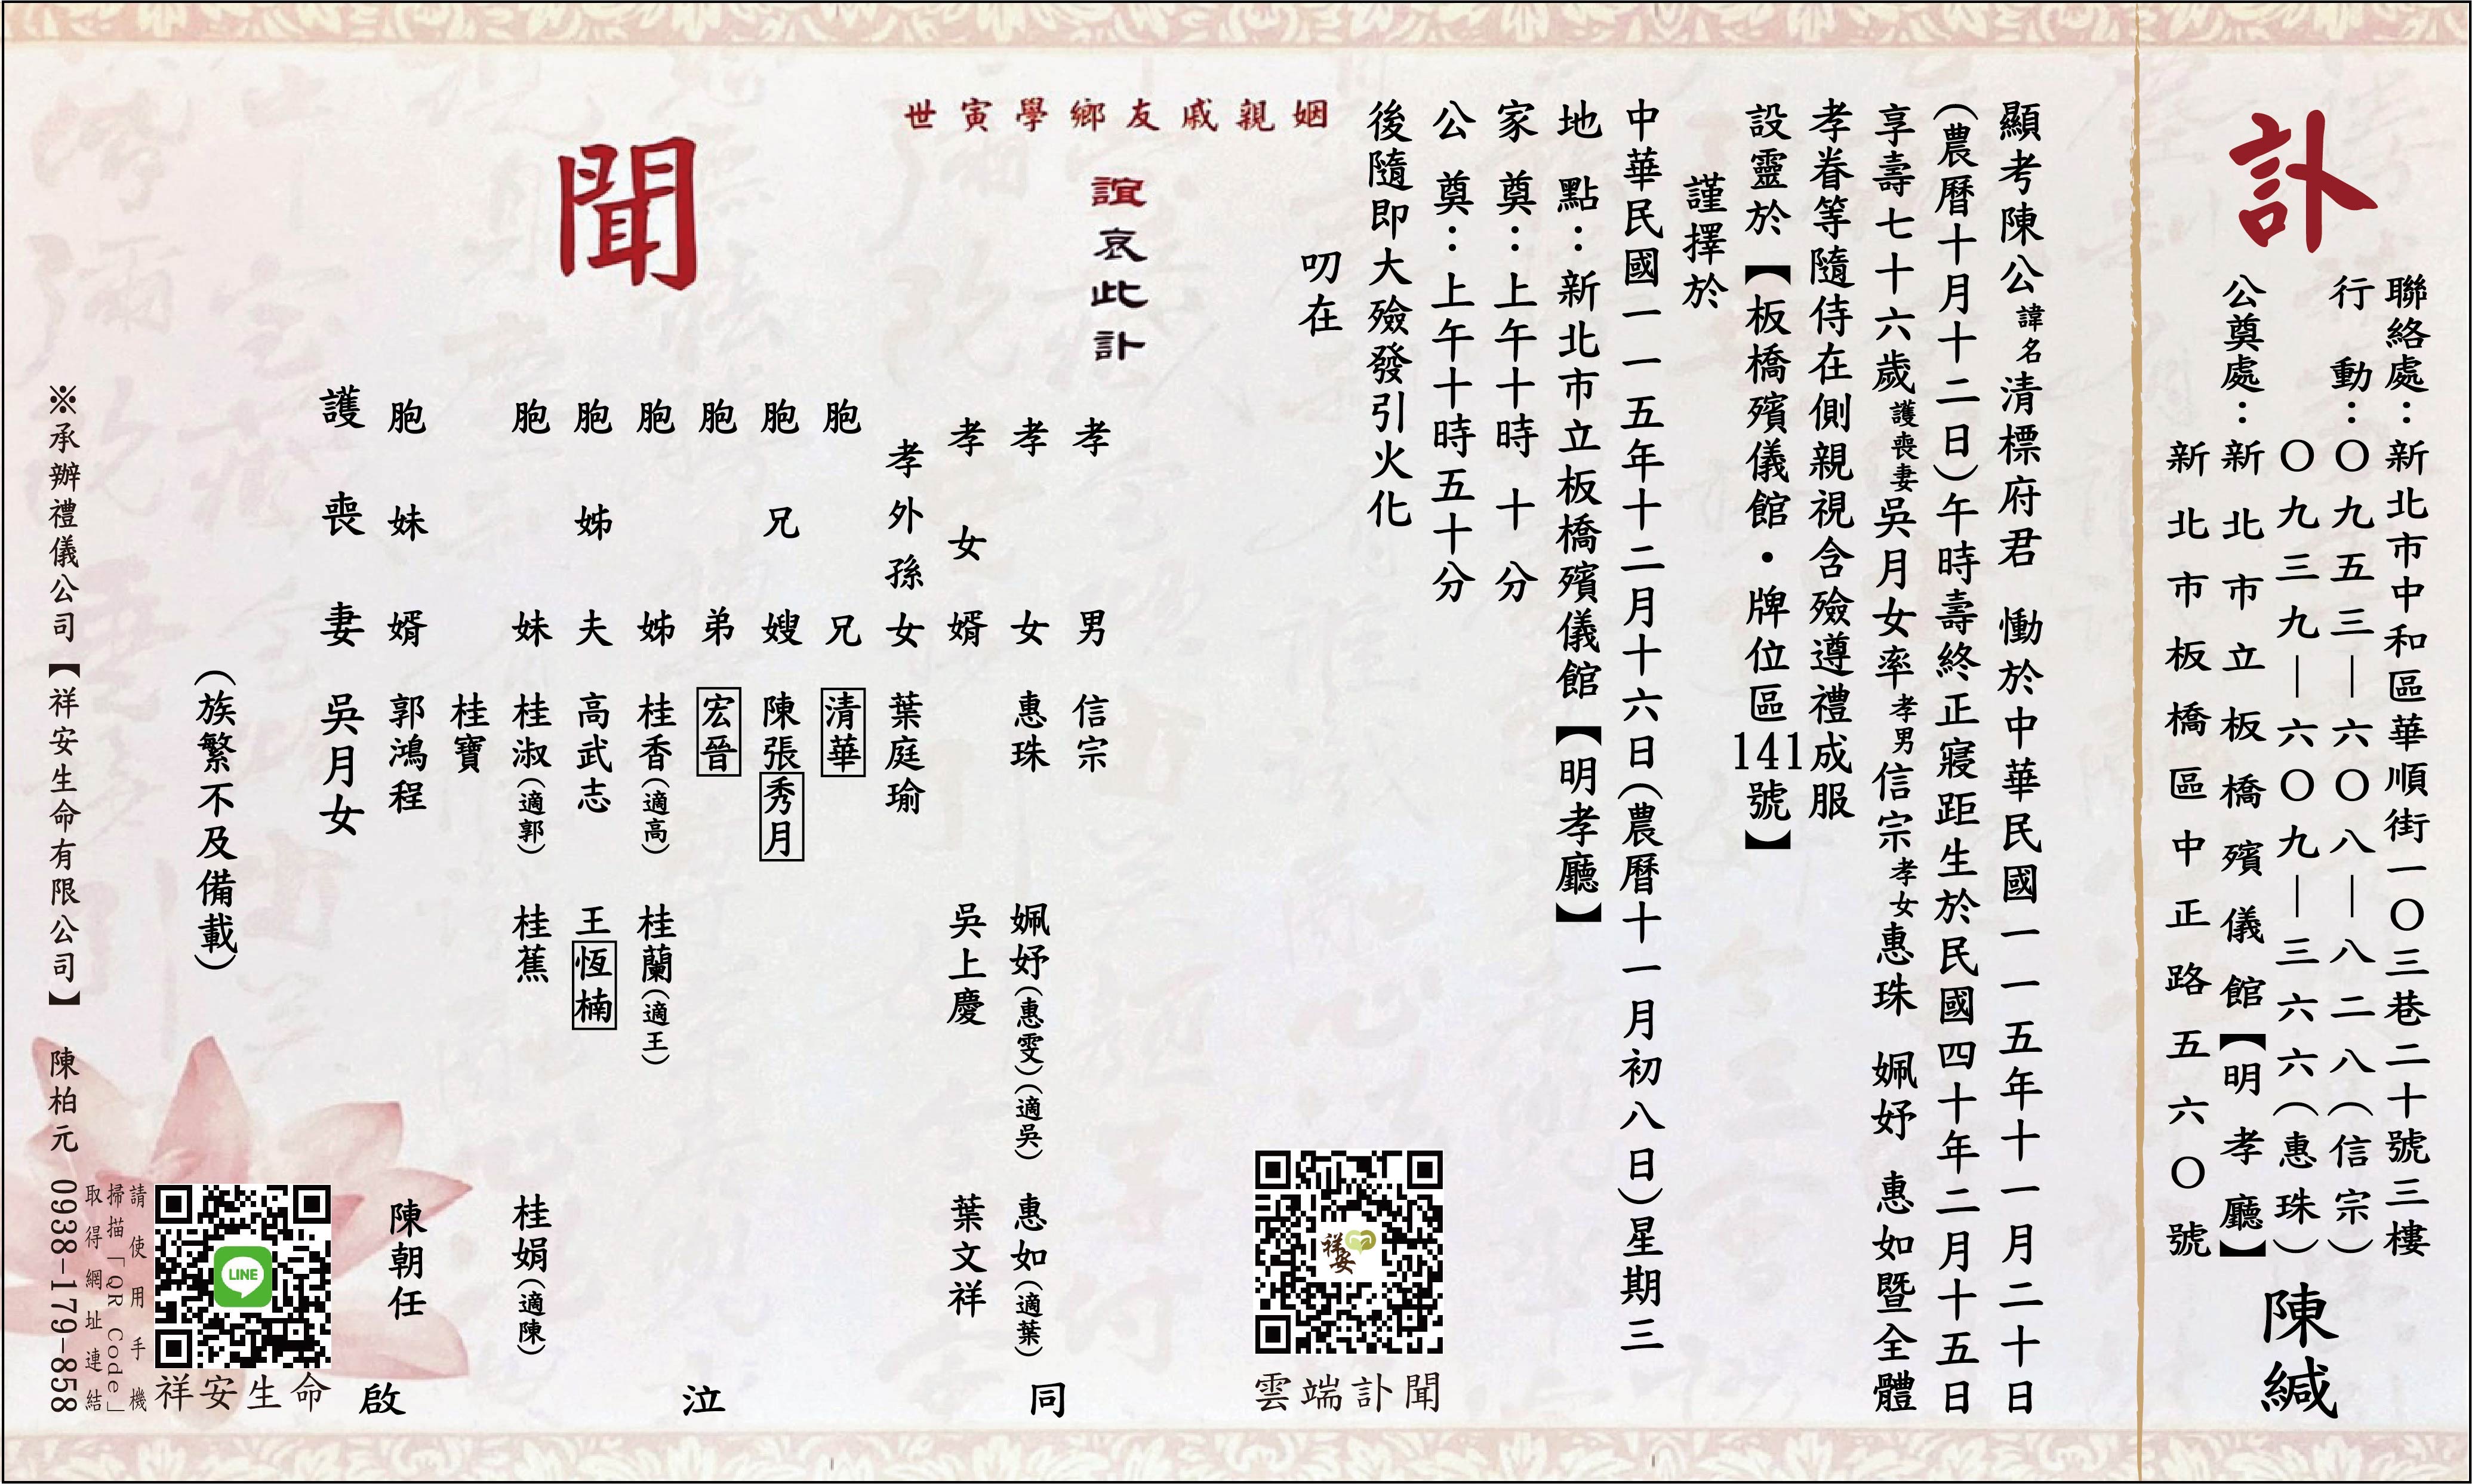 訃
聯絡處：新北市中和區華順街一〇三巷二十號三樓
行動：〇九五三—六〇八—八二八（信宗）
〇九三九—六〇九—三六六（惠珠）
公奠處：新北市立板橋殯儀館【明孝廳】
新北市板橋區中正路五六〇號
陳緘
顯考陳公諱名清標府君 慟於中華民國一一五年十一月二十日
（農曆十月十二日）午時壽終正寢距生於民國四十年二月十五日
享壽七十六歲護喪妻吳月女率孝男信宗孝女惠珠 姵妤 惠如暨全體
孝眷等隨侍在側親視含殮遵禮成服
設靈於【板橋殯儀館・牌位區141號】
謹擇於
中華民國一一五年十二月十六日（農曆十一月初八日）星期三
地點：新北市立板橋殯儀館【明孝廳】
家奠：上午十時十分
公奠：上午十時五十分
後隨即大殮發引火化
叨在
姻親戚友鄉學寅世
誼哀此訃
聞
孝男 信宗
孝女 惠珠 姵妤（惠雯）（適吳） 惠如（適葉）
孝女婿 吳上慶 葉文祥
孝外孫女 葉庭瑜
胞兄 清華
胞兄嫂 陳張秀月
胞弟 宏晉
胞姊 桂香（適高） 桂蘭（適王）
胞姊夫 高武志 王恆楠
胞妹 桂淑（適郭） 桂蕉 桂娟（適陳）
桂寶
胞妹婿 郭鴻程 陳朝任
護喪妻 吳月女
同泣啟
（族繁不及備載）
雲端訃聞
祥安
LINE
祥安生命
請使用手機
掃描「QR Code」
取得網址連結
※承辦禮儀公司【祥安生命有限公司】 陳柏元 0938-179-858